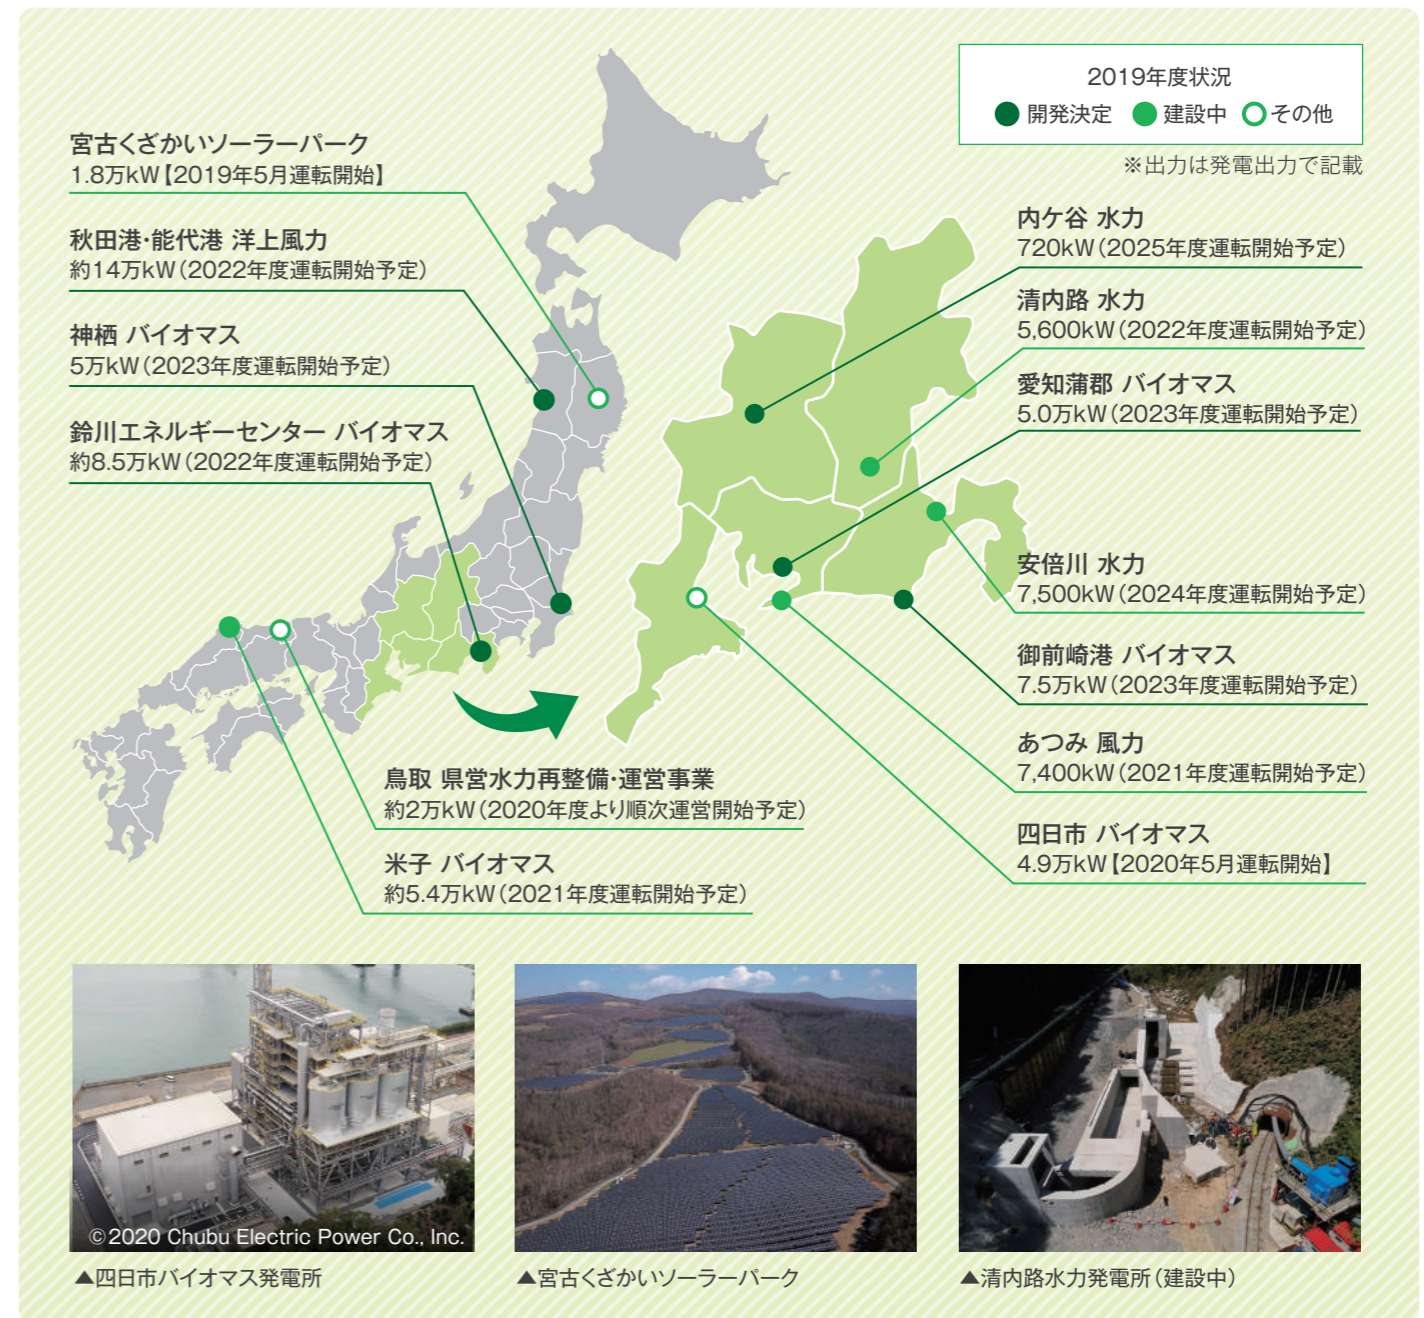 2019年度状況
●開発決定 ●建設中 ○その他
※出力は発電出力で記載
宮古くざかいソーラーパーク
1.8万kW【2019年5月運転開始】
秋田港・能代港 洋上風力
約14万kW（2022年度運転開始予定）
神栖 バイオマス
5万kW（2023年度運転開始予定）
鈴川エネルギーセンター バイオマス
約8.5万kW（2022年度運転開始予定）
内ケ谷 水力
720kW（2025年度運転開始予定）
清内路 水力
5,600kW（2022年度運転開始予定）
愛知蒲郡 バイオマス
5.0万kW（2023年度運転開始予定）
安倍川 水力
7,500kW（2024年度運転開始予定）
御前崎港 バイオマス
7.5万kW（2023年度運転開始予定）
あつみ 風力
7,400kW（2021年度運転開始予定）
四日市 バイオマス
4.9万kW【2020年5月運転開始】
鳥取 県営水力再整備・運営事業
約2万kW（2020年度より順次運営開始予定）
米子 バイオマス
約5.4万kW（2021年度運転開始予定）
©2020 Chubu Electric Power Co., Inc.
▲四日市バイオマス発電所
▲宮古くざかいソーラーパーク
▲清内路水力発電所（建設中）